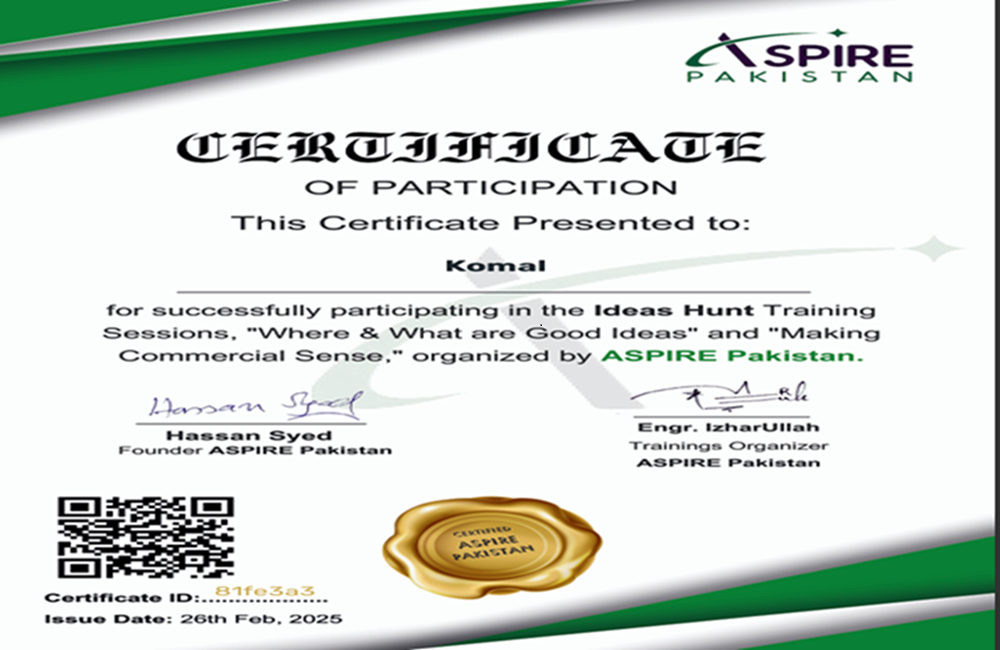 ASPIRE
PAKISTAN
CERTIFICATE
OF PARTICIPATION
This Certificate Presented to:
Komal
for successfully participating in the Ideas Hunt Training
Sessions, "Where & What are Good Ideas" and "Making
Commercial Sense," organized by ASPIRE Pakistan.
Hassan Syed
Hassan Syed
Founder ASPIRE Pakistan
Engr. IzharUllah
Trainings Organizer
ASPIRE Pakistan
CERTIFIED
ASPIRE
PAKISTAN
Certificate ID:..81fe3a3..
Issue Date: 26th Feb, 2025